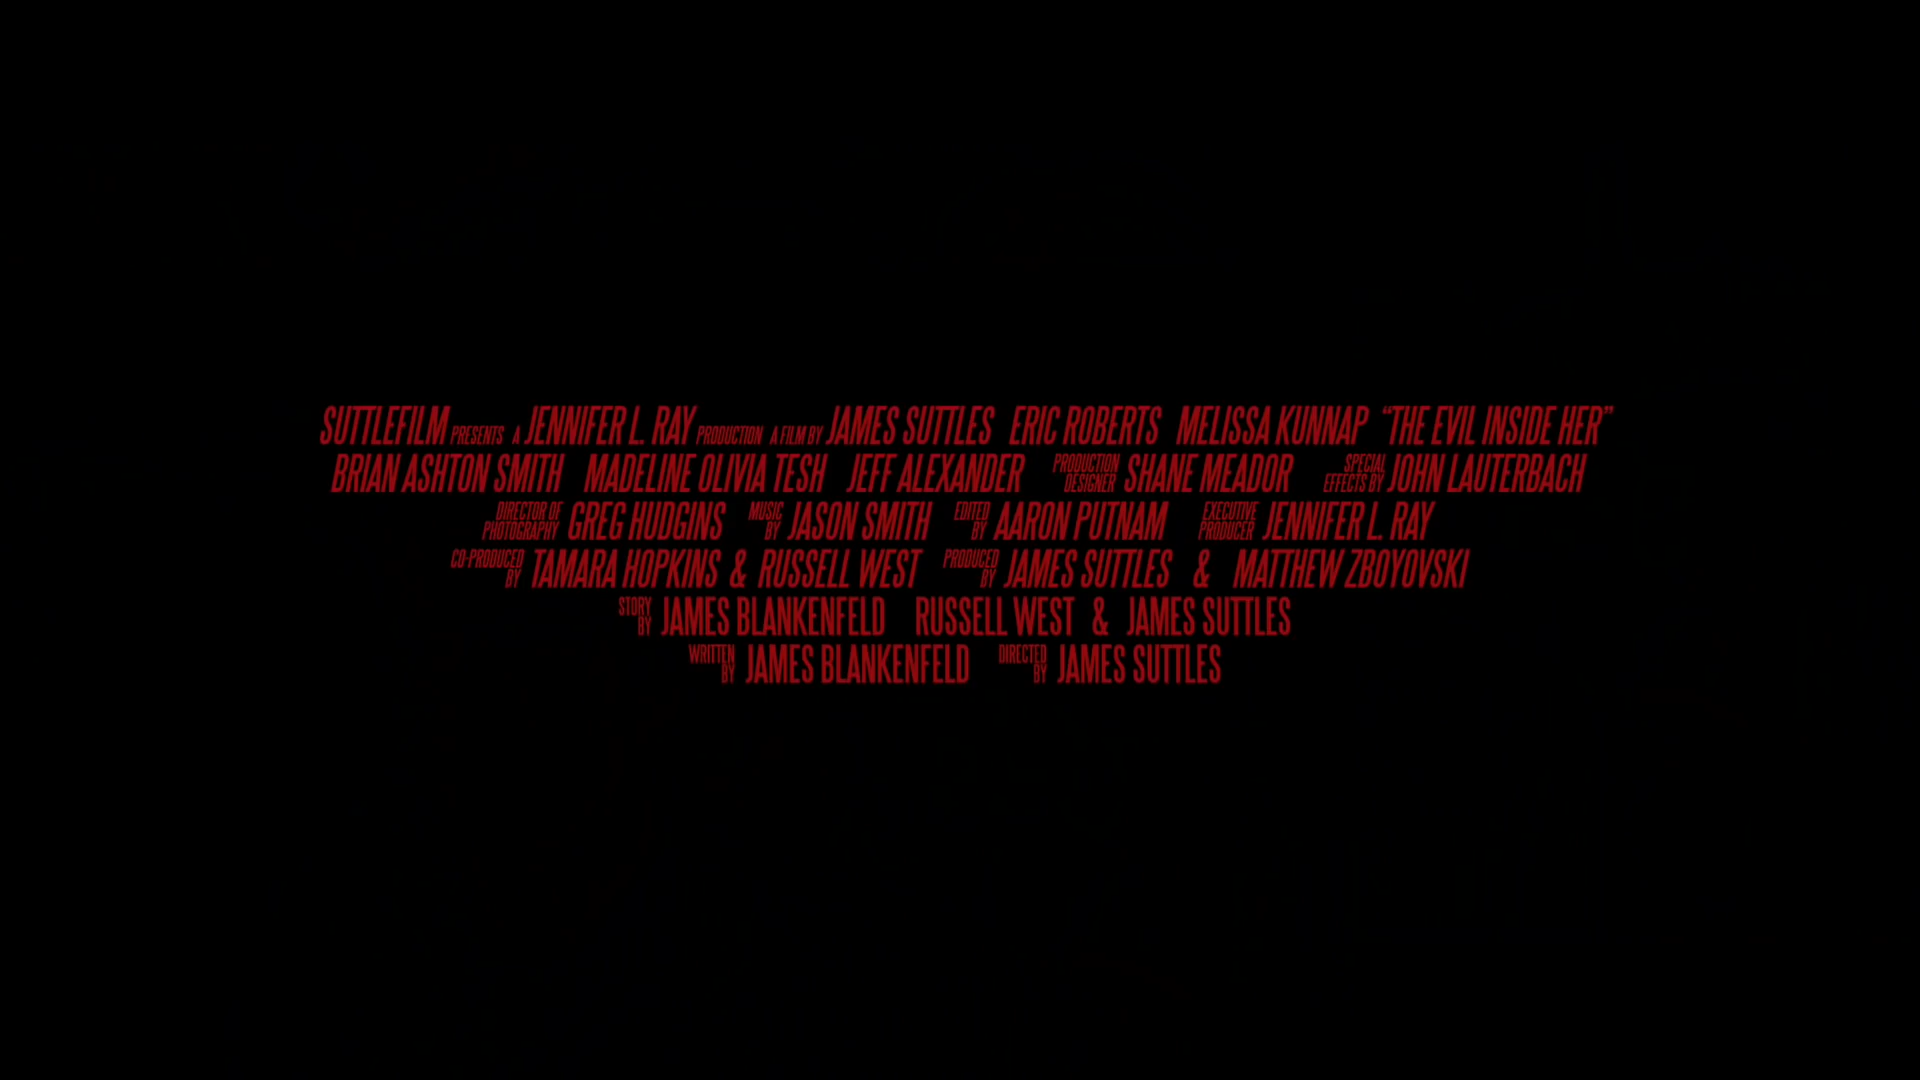 SUTTLEFILM PRESENTS A JENNIFER L. RAY PRODUCTION A FILM BY JAMES SUTTLES ERIC ROBERTS MELISSA KUNNAP “THE EVIL INSIDE HER”
BRIAN ASHTON SMITH MADELINE OLIVIA TESH JEFF ALEXANDER PRODUCTION DESIGNER SHANE MEADOR SPECIAL EFFECTS BY JOHN LAUTERBACH
DIRECTOR OF PHOTOGRAPHY GREG HUDGINS MUSIC BY JASON SMITH EDITED BY AARON PUTNAM EXECUTIVE PRODUCER JENNIFER L. RAY
CO-PRODUCED BY TAMARA HOPKINS & RUSSELL WEST PRODUCED BY JAMES SUTTLES & MATTHEW ZBOYOVSKI
STORY BY JAMES BLANKENFELD RUSSELL WEST & JAMES SUTTLES
WRITTEN BY JAMES BLANKENFELD DIRECTED BY JAMES SUTTLES